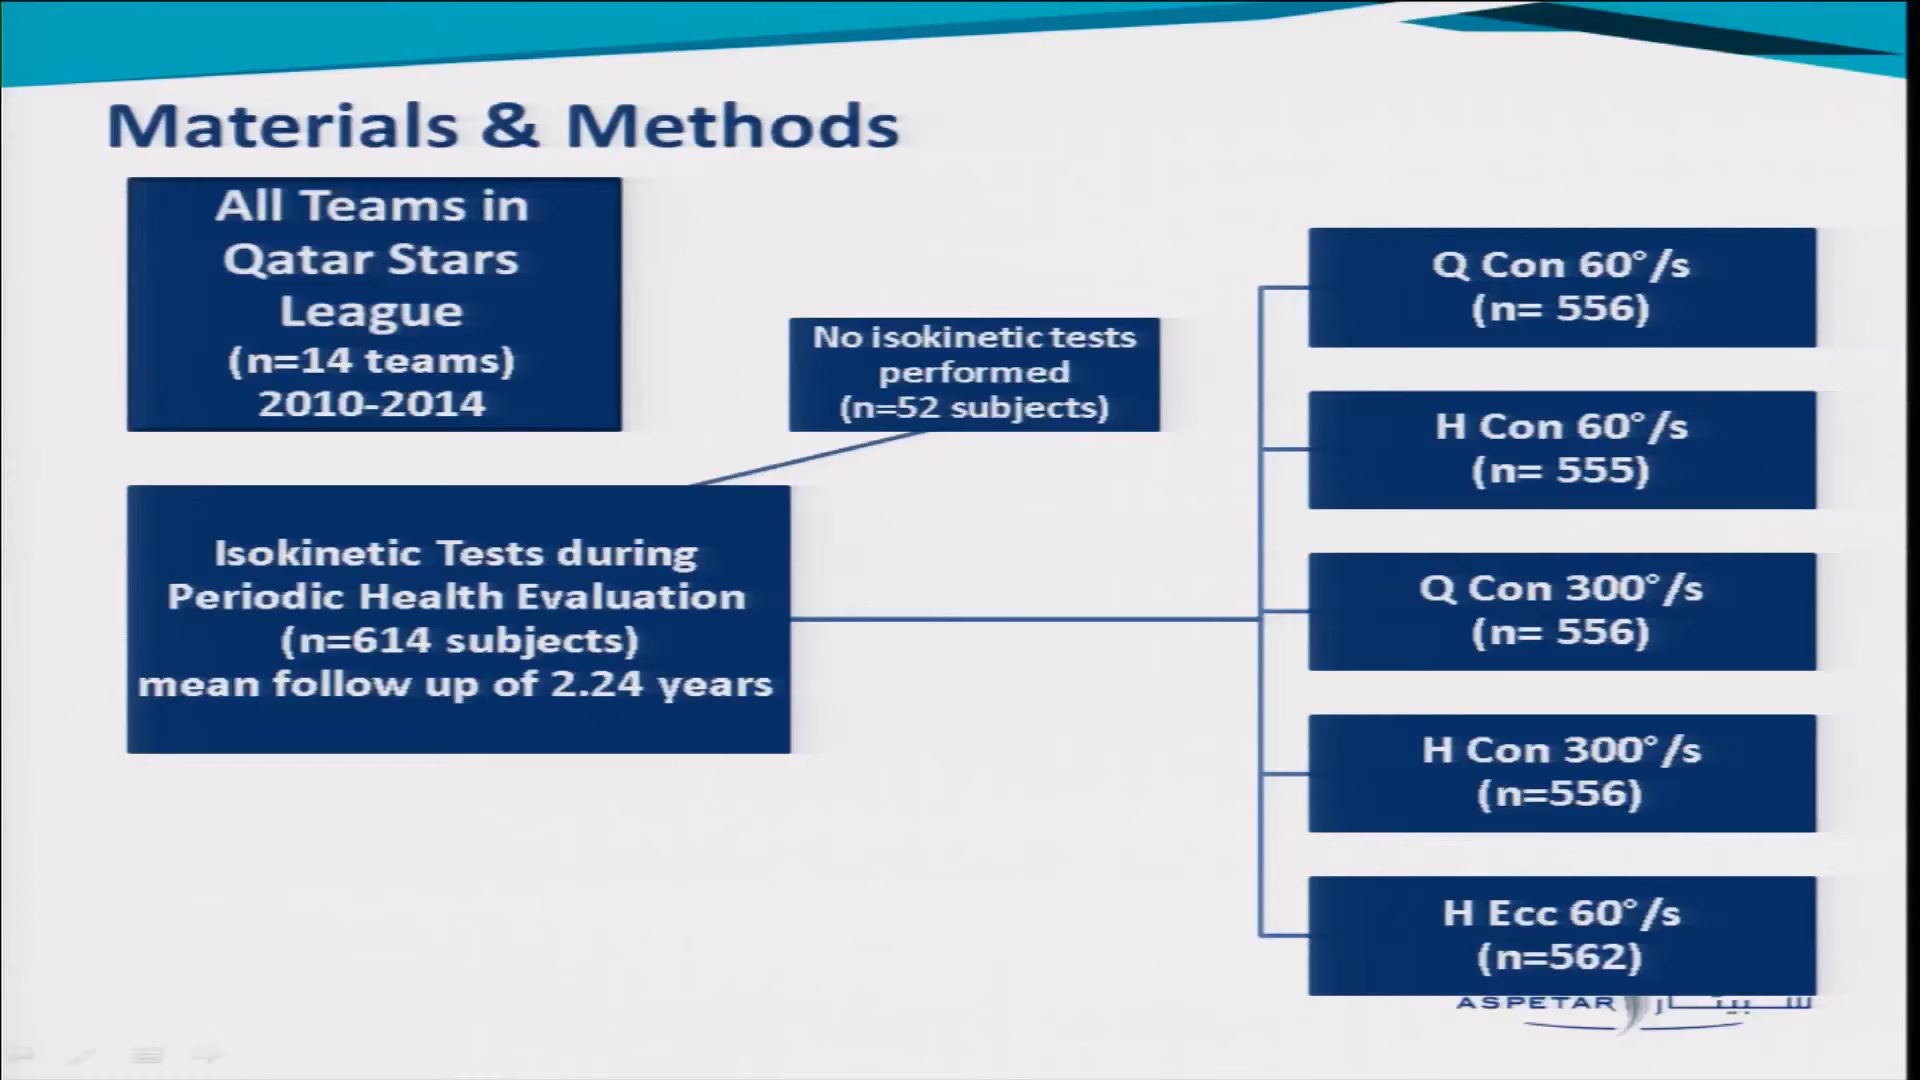 Materials & Methods
All Teams in
Qatar Stars
League
(n=14 teams)
2010-2014
No isokinetic tests
performed
(n=52 subjects)
Isokinetic Tests during
Periodic Health Evaluation
(n=614 subjects)
mean follow up of 2.24 years
Q Con 60°/s
(n= 556)
H Con 60°/s
(n= 555)
Q Con 300°/s
(n= 556)
H Con 300°/s
(n=556)
H Ecc 60°/s
(n=562)
ASPETAR